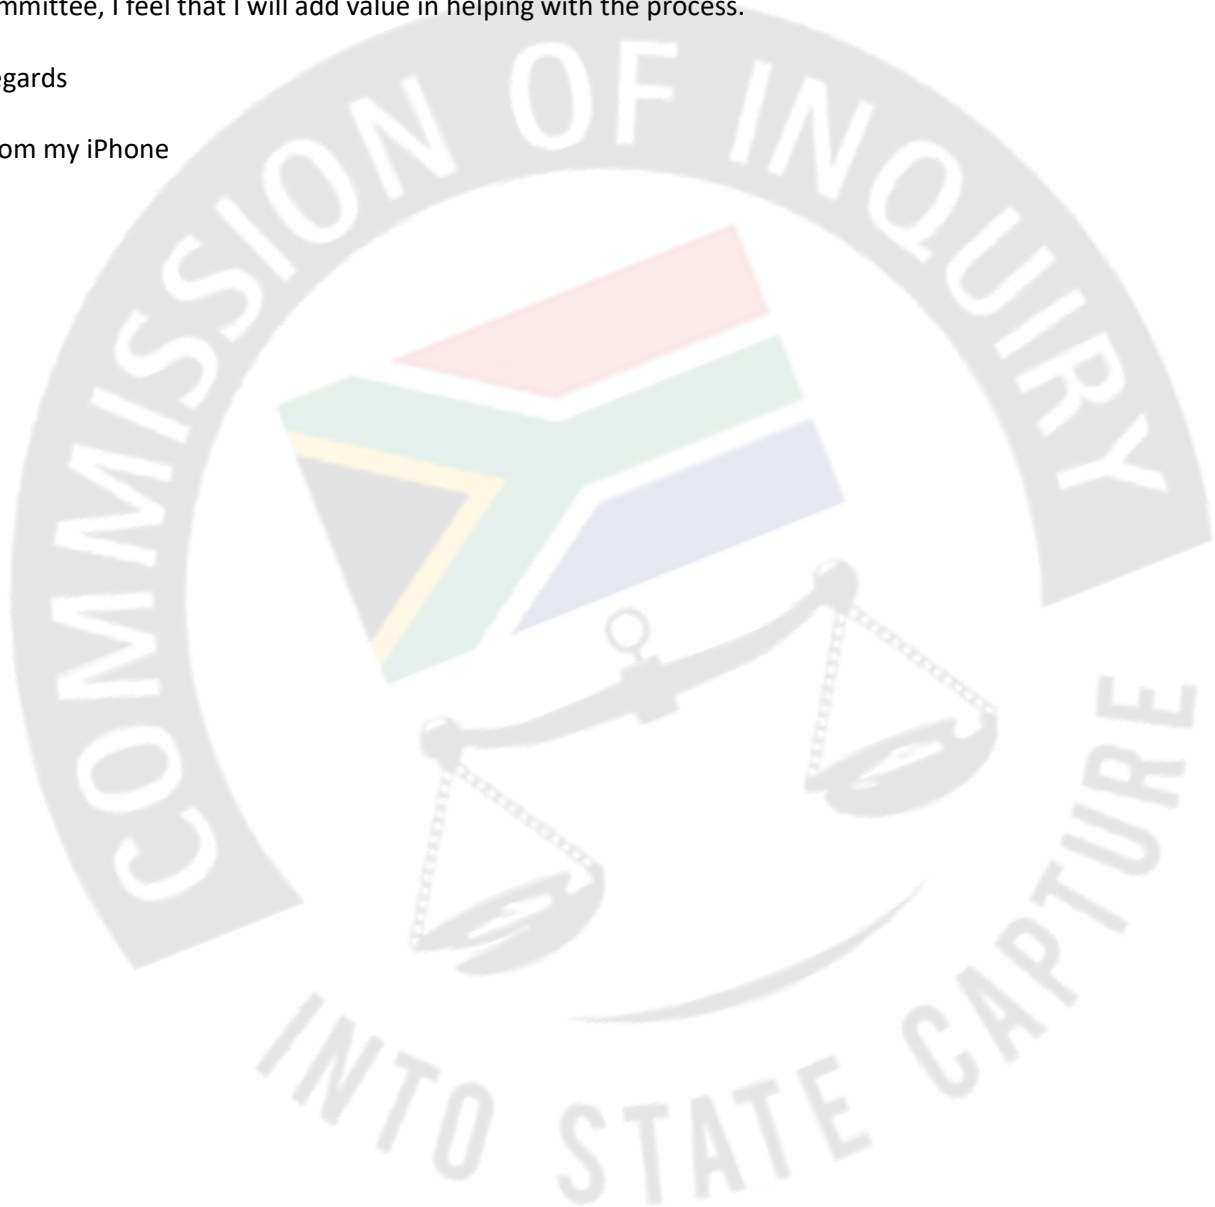 mmittee, I feel that I will add value in helping with the process.
egards
om my iPhone
COMMISSION OF INQUIRY
INTO STATE CAPTURE